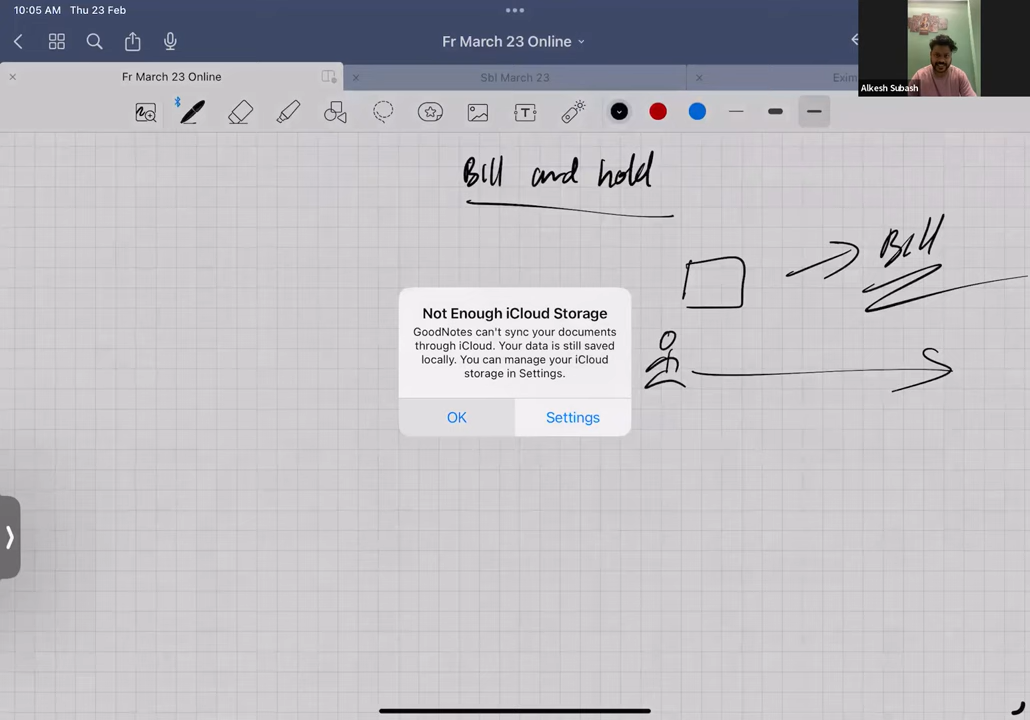 10:05 AM Thu 23 Feb
Fr March 23 Online
Alkesh Subash
Fr March 23 Online
Sbl March 23
Exim
Bill and hold
Bill
Not Enough iCloud Storage
GoodNotes can't sync your documents
through iCloud. Your data is still saved
locally. You can manage your iCloud
storage in Settings.
OK
Settings